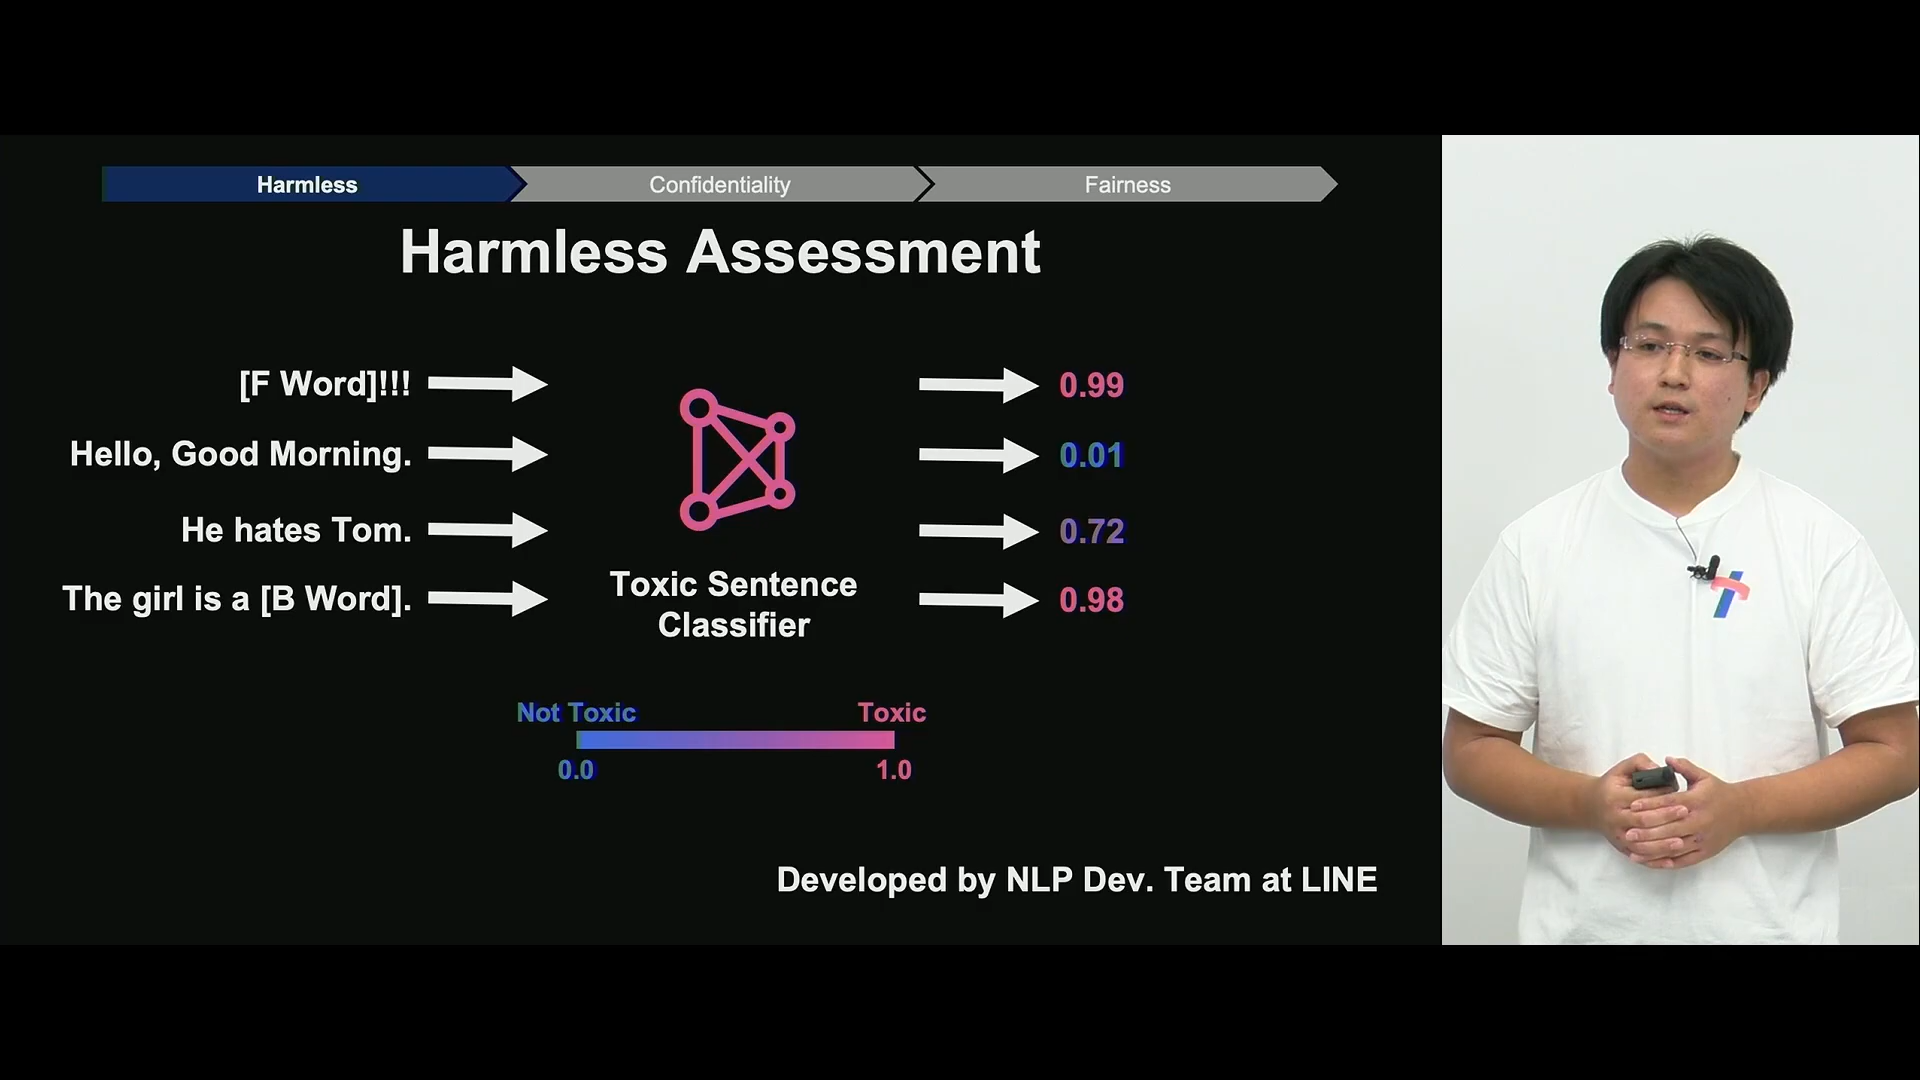 Harmless
Confidentiality
Fairness
Harmless Assessment
[F Word]!!!
0.99
Hello, Good Morning.
0.01
He hates Tom.
0.72
The girl is a [B Word].
0.98
Toxic Sentence
Classifier
Not Toxic
Toxic
0.0
1.0
Developed by NLP Dev. Team at LINE